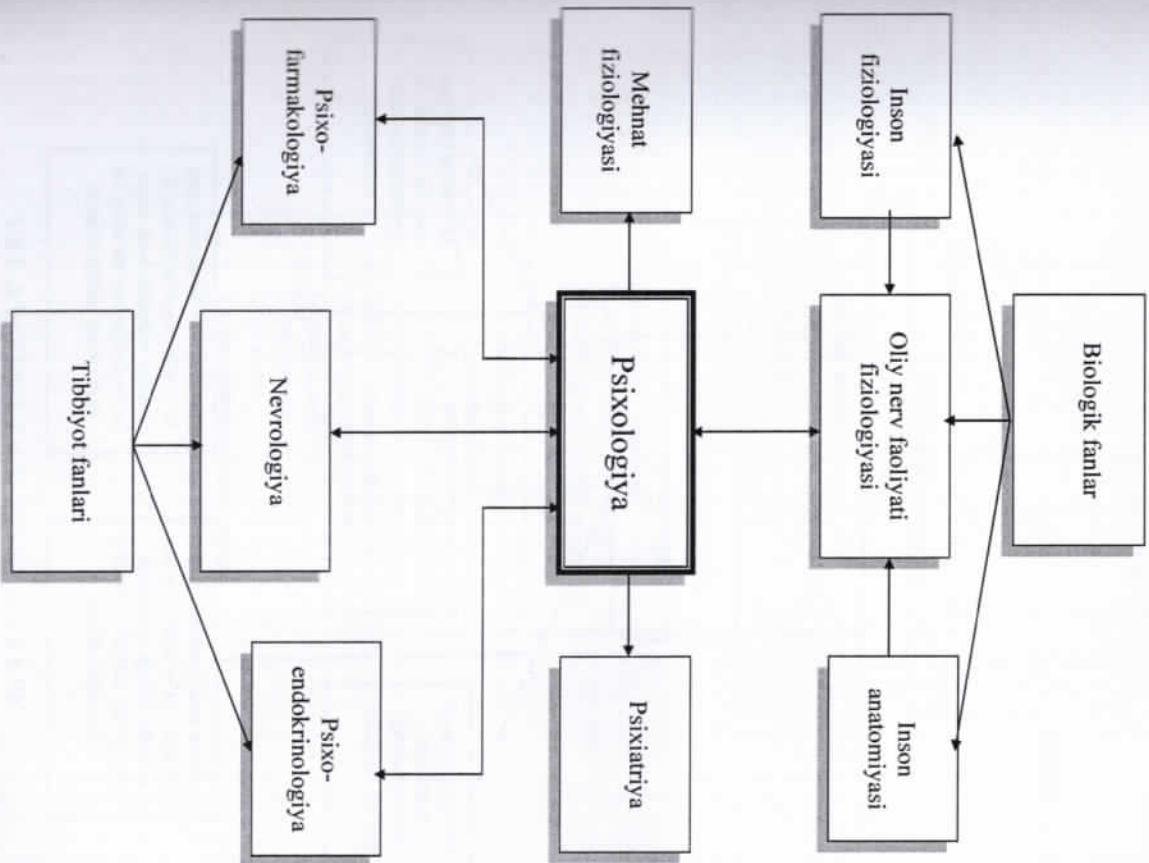 Biologik fanlar
Inson
fiziologiyasi
Oliy nerv faoliyati
fiziologiyasi
Inson
anatomiyasi
Mehnat
fiziologiyasi
Psixologiya
Psixiatriya
Psixo-
farmakologiya
Nevrologiya
Psixo-
endokrinologiya
Tibbiyot fanlari